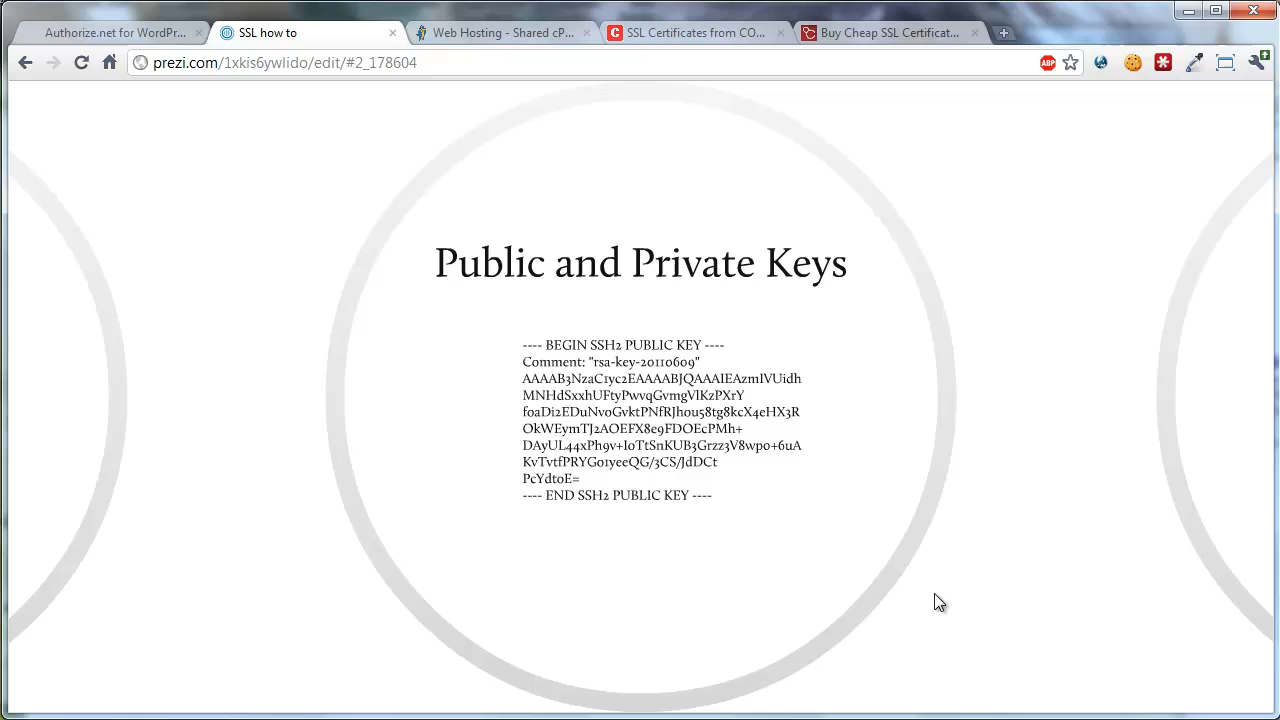 Authorize.net for WordPr...
SSL how to
Web Hosting - Shared cP...
SSL Certificates from CO...
Buy Cheap SSL Certificat...
prezi.com/1xkis6ywlido/edit/#2_178604
ABP
Public and Private Keys
---- BEGIN SSH2 PUBLIC KEY ----
Comment: "rsa-key-20110609"
AAAAB3NzaC1yc2EAAAABJQAAAIEAzmIVUidh
MNHdSxxhUFtyPwvqGvmgVlKzPXrY
foaDi2EDuNvoGvktPNfRJhou58tg8kcX4eHX3R
OkWEymTJ2AOEFX8e9FDOEcPMh+
DAyUL44xPh9v+IoTtSnKUB3Grzz3V8wpo+6uA
KvTvtfPRYGo1yeeQG/3CS/JdDCt
PcYdtoE=
---- END SSH2 PUBLIC KEY ----